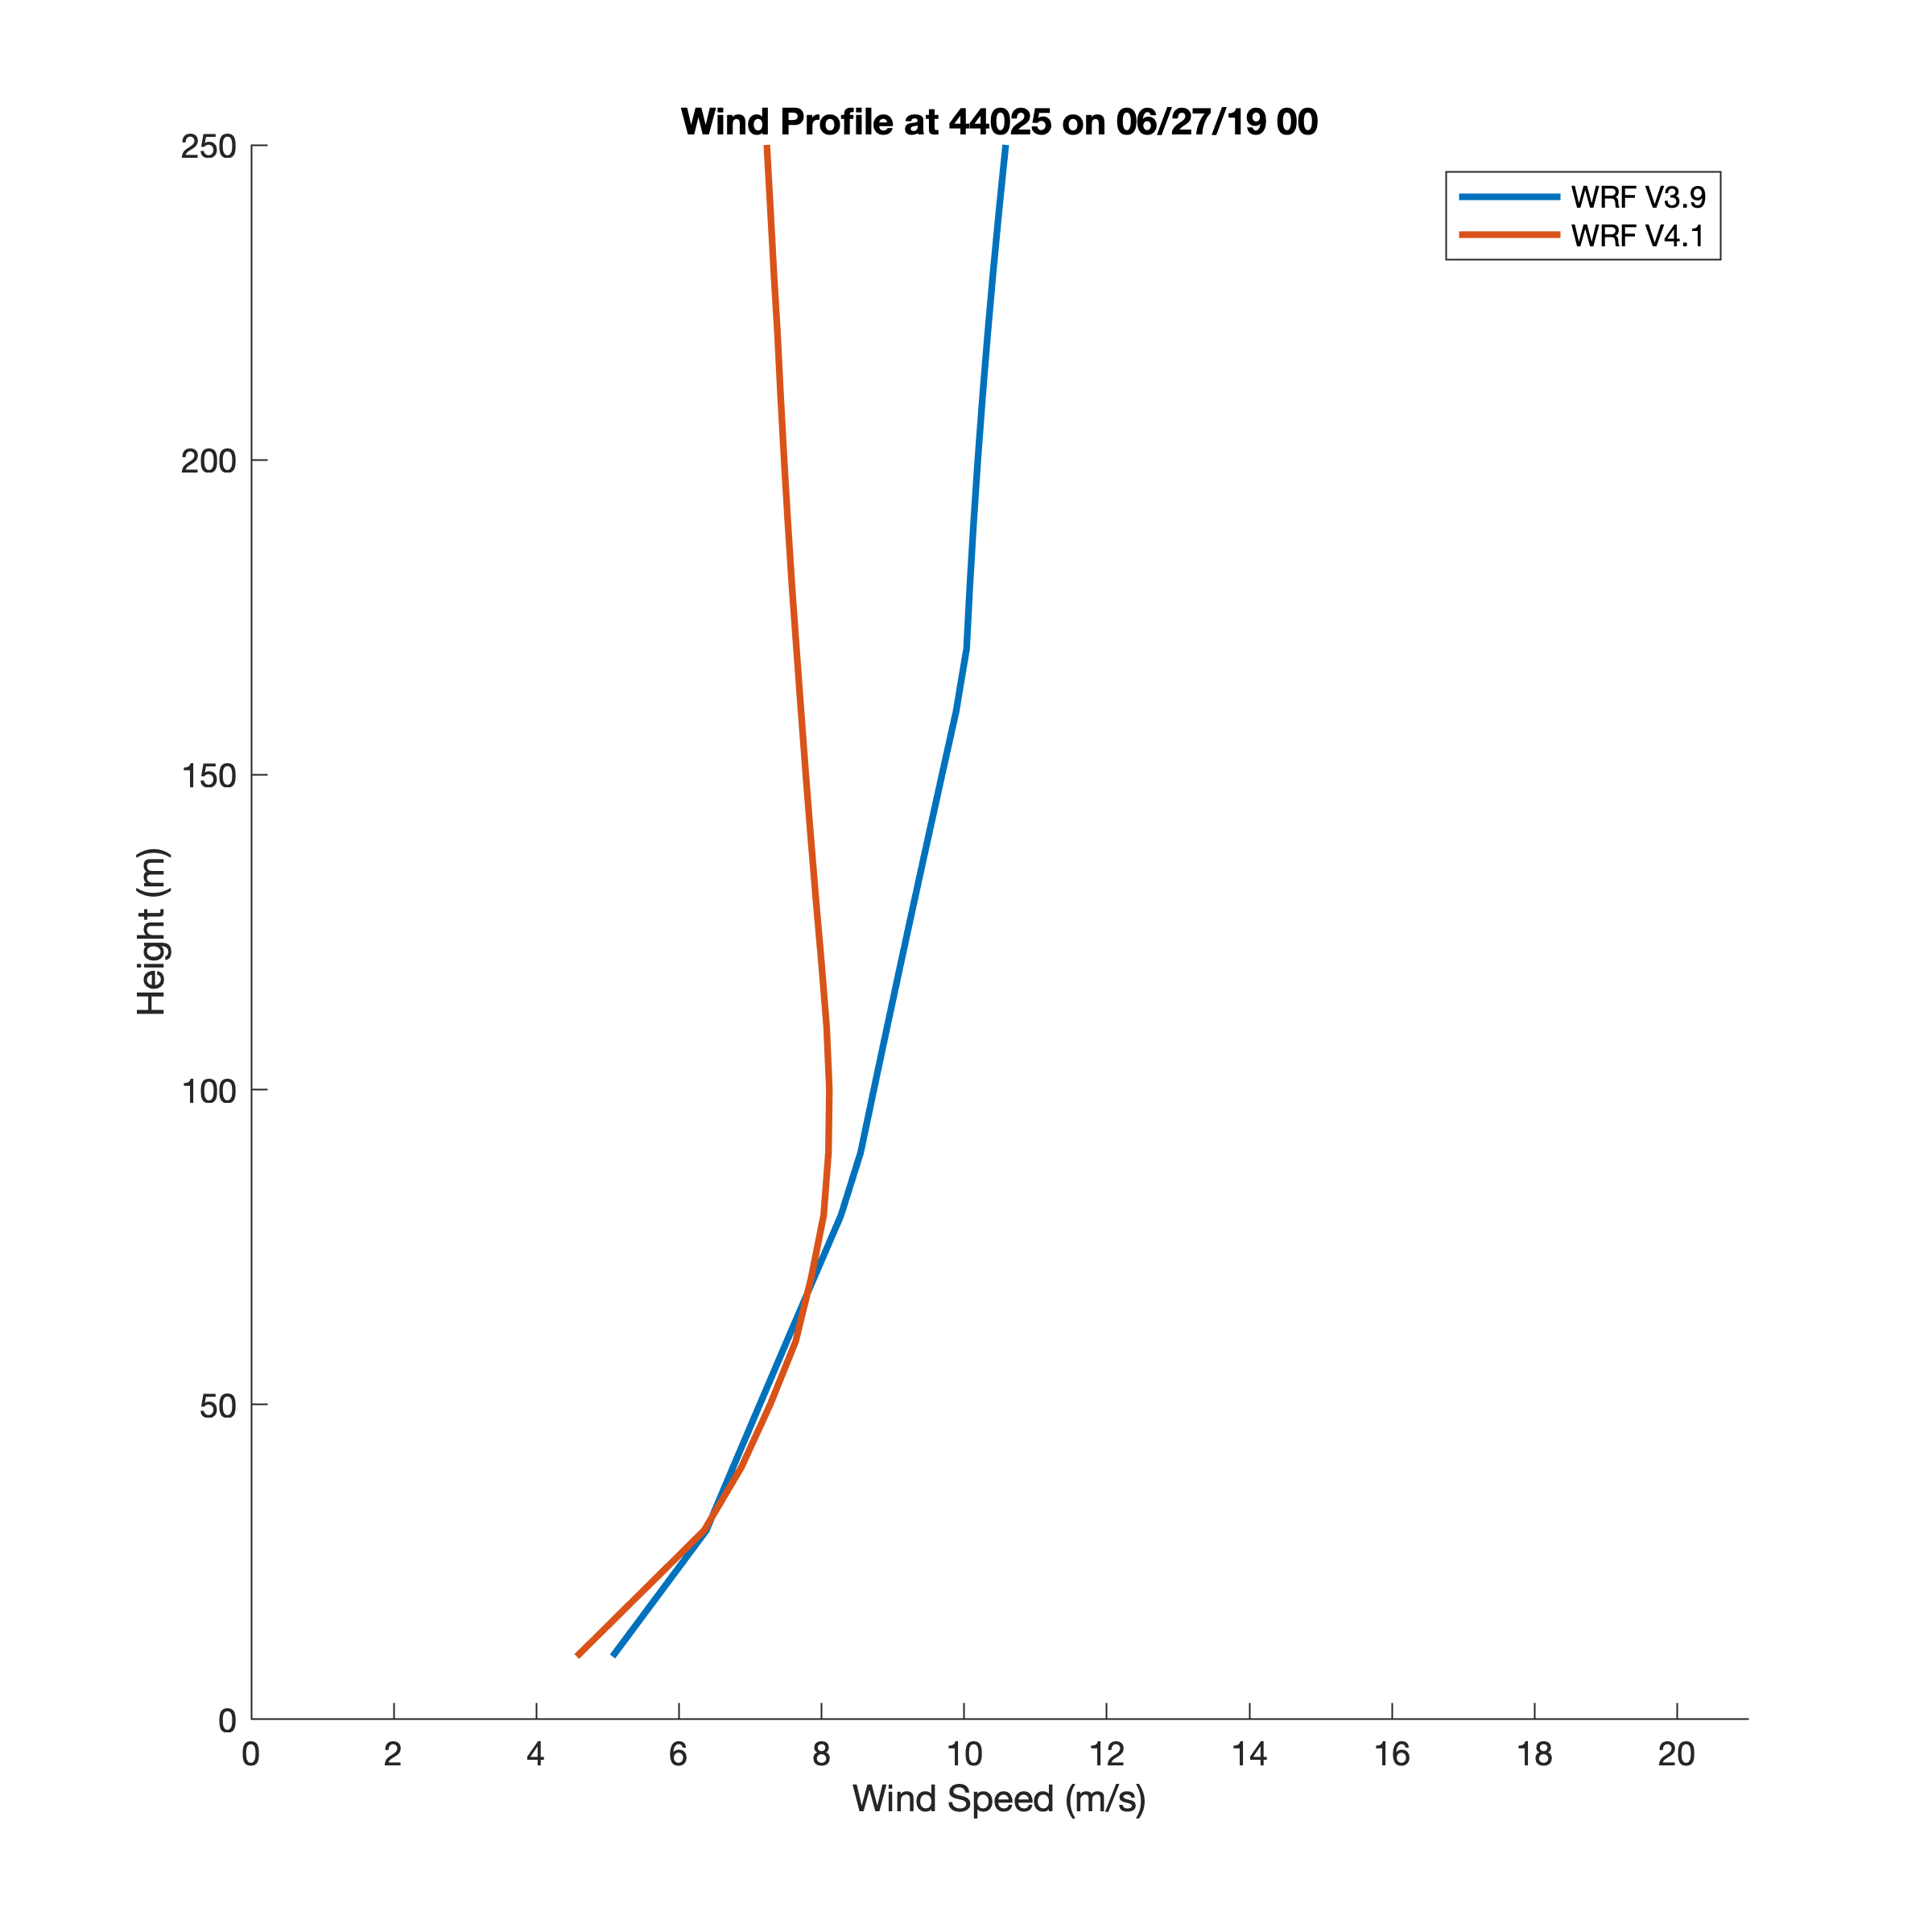 Wind Profile at 44025 on 06/27/19 00
WRF V3.9
WRF V4.1
250
200
150
100
50
0
Height (m)
0 2 4 6 8 10 12 14 16 18 20
Wind Speed (m/s)